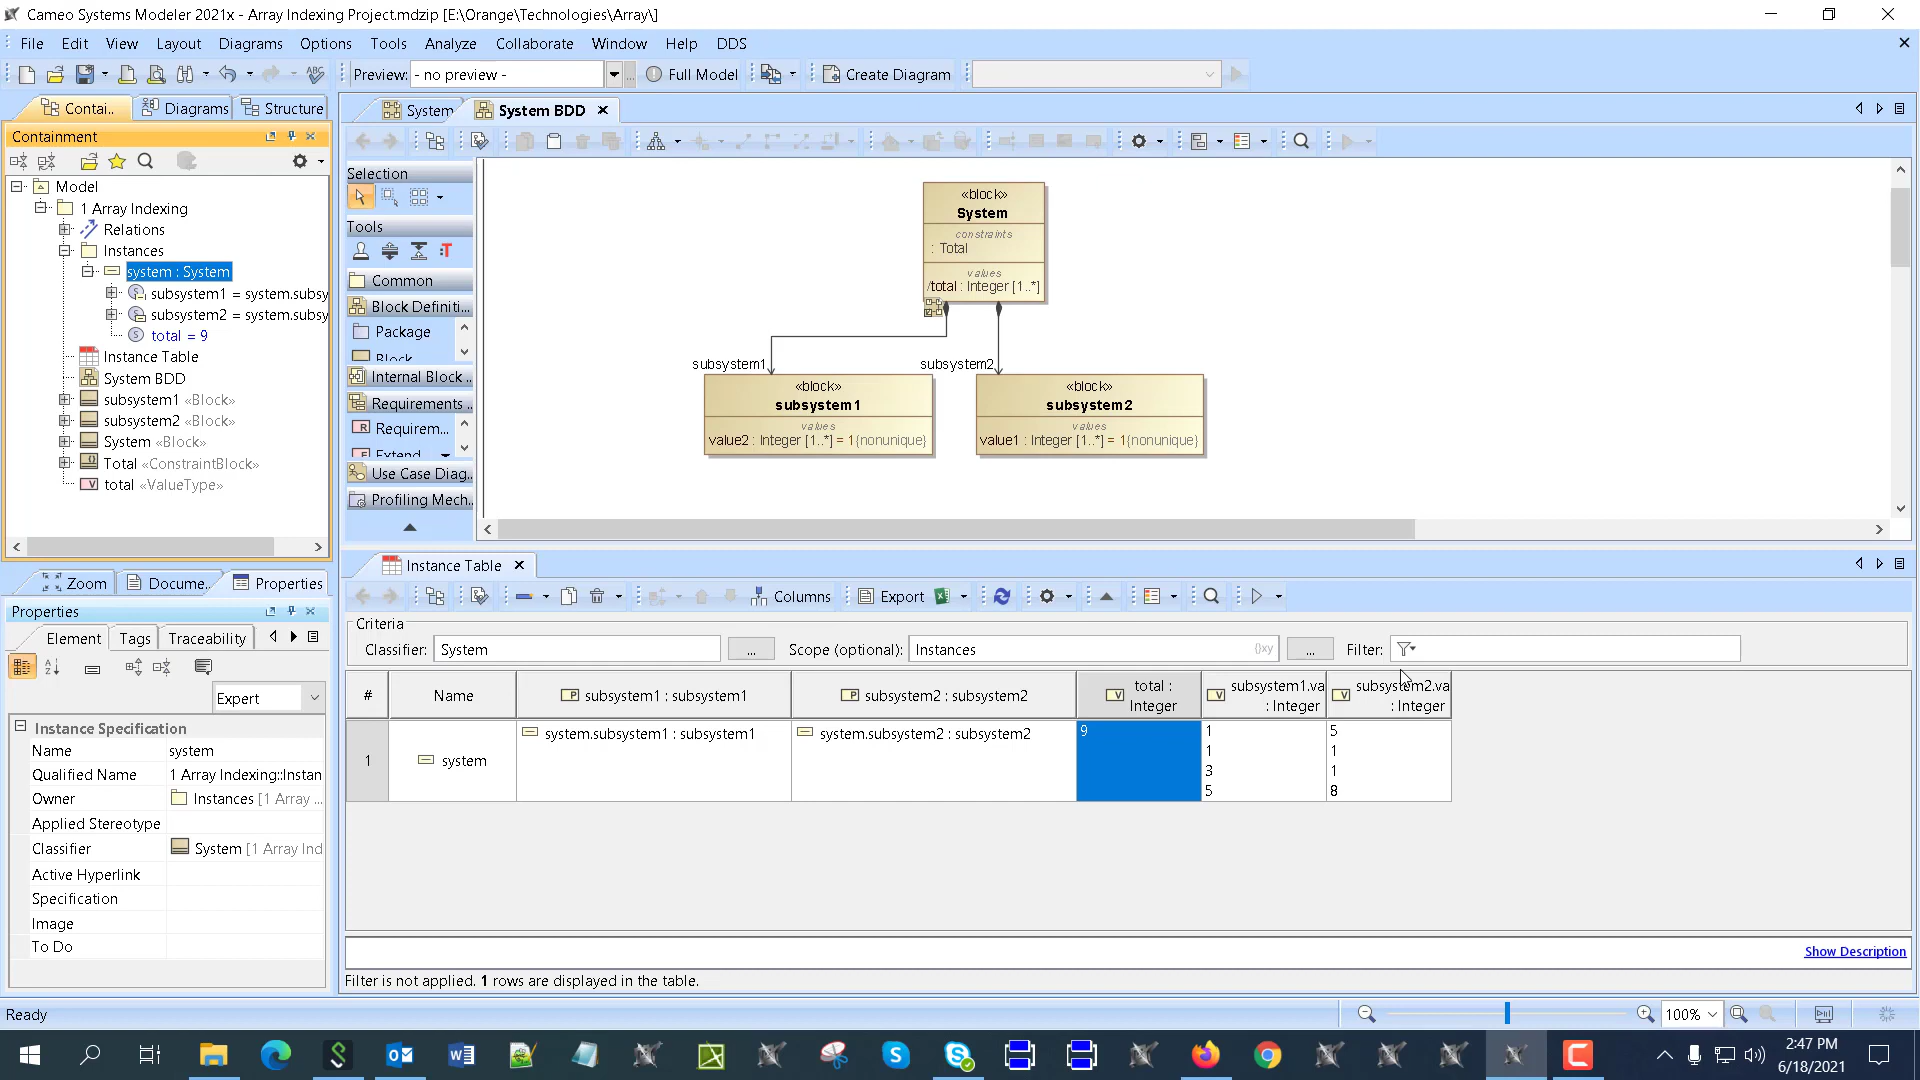 Cameo Systems Modeler 2021x - Array Indexing Project.mdzip [E:\Orange\Technologies\Array\]
File Edit View Layout Diagrams Options Tools Analyze Collaborate Window Help DDS
Preview: - no preview - ... Full Model Create Diagram
Contai.. Diagrams Structure
Containment
Model
1 Array Indexing
Relations
Instances
system : System
subsystem1 = system.subsy
subsystem2 = system.subsy
total = 9
Instance Table
System BDD
subsystem1 «Block»
subsystem2 «Block»
System «Block»
Total «ConstraintBlock»
total «ValueType»
Zoom Docume.. Properties
Properties
Element Tags Traceability
Expert
Instance Specification
Name system
Qualified Name 1 Array Indexing::Instan
Owner Instances [1 Array ...
Applied Stereotype
Classifier System [1 Array Ind
Active Hyperlink
Specification
Image
To Do
System System BDD
Selection
Tools
Common
Block Definiti...
Package
Block
Internal Block ..
Requirements ..
Requirem...
Extend
Use Case Diag..
Profiling Mech..
«block»
System
constraints
: Total
values
/total : Integer [1..*]
subsystem1 subsystem2
«block»
subsystem1
values
value2 : Integer [1..*] = 1{nonunique}
«block»
subsystem2
values
value1 : Integer [1..*] = 1{nonunique}
Instance Table
Columns Export
Criteria
Classifier: System ... Scope (optional): Instances {}xy ... Filter:
# Name subsystem1 : subsystem1 subsystem2 : subsystem2 total : Integer subsystem1.va : Integer subsystem2.va : Integer
1 system system.subsystem1 : subsystem1 system.subsystem2 : subsystem2 9 1 5
1 1
3 1
5 8
Show Description
Filter is not applied. 1 rows are displayed in the table.
Ready 100%
2:47 PM
6/18/2021